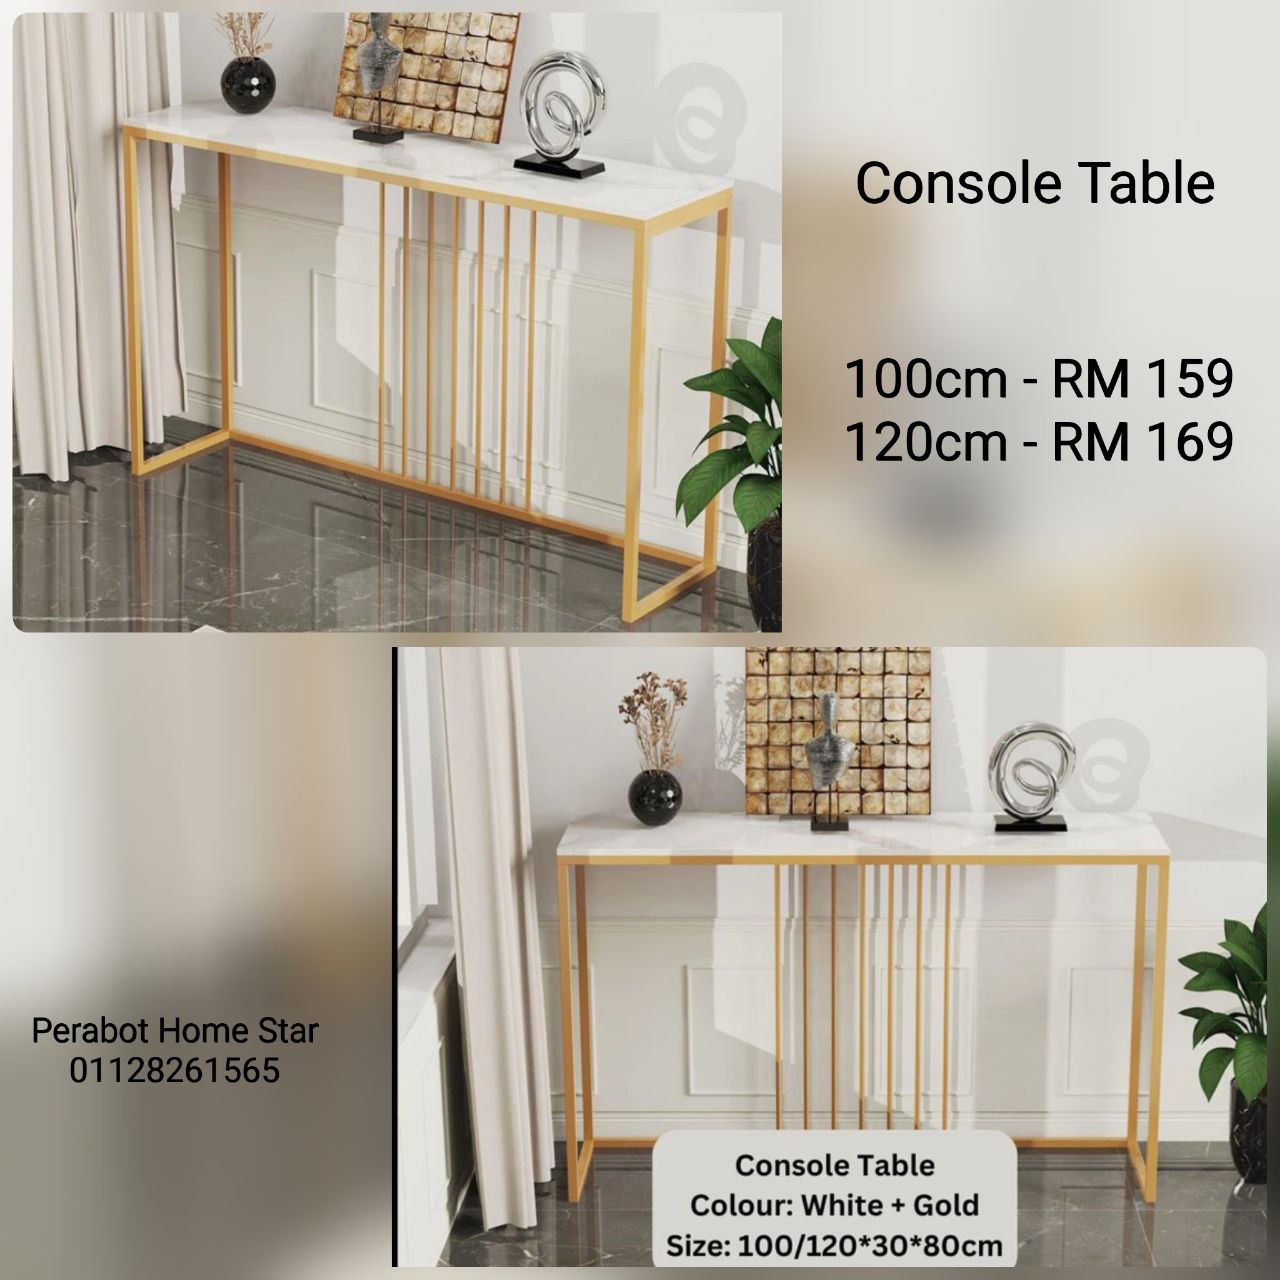 Console Table
100cm - RM 159
120cm - RM 169
Perabot Home Star
01128261565
Console Table
Colour: White + Gold
Size: 100/120*30*80cm